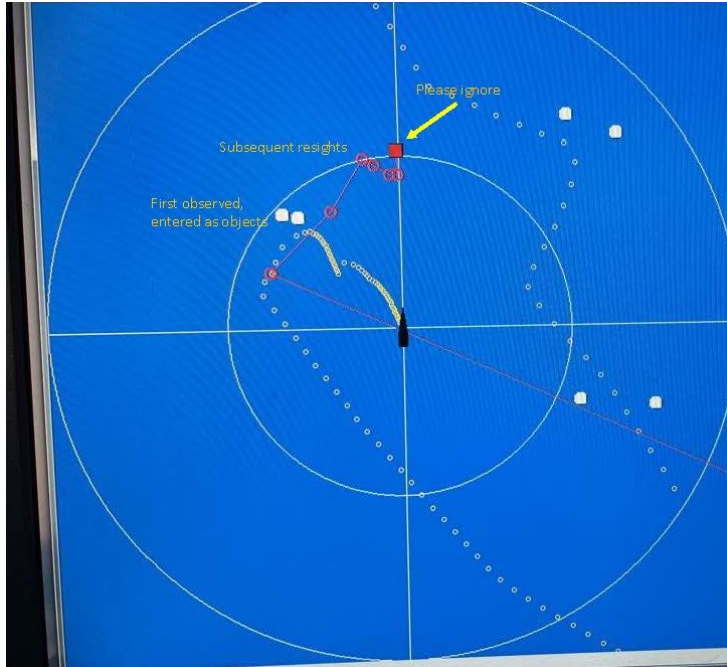 Please ignore
Subsequent resights
First observed,
entered as objects